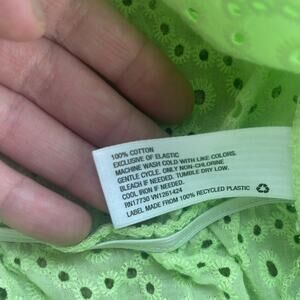 100% COTTON
EXCLUSIVE OF ELASTIC
MACHINE WASH COLD WITH LIKE COLORS.
GENTLE CYCLE. ONLY NON-CHLORINE
BLEACH IF NEEDED. TUMBLE DRY LOW.
COOL IRON IF NEEDED.
RN17730 VN1261424
LABEL MADE FROM 100% RECYCLED PLASTIC